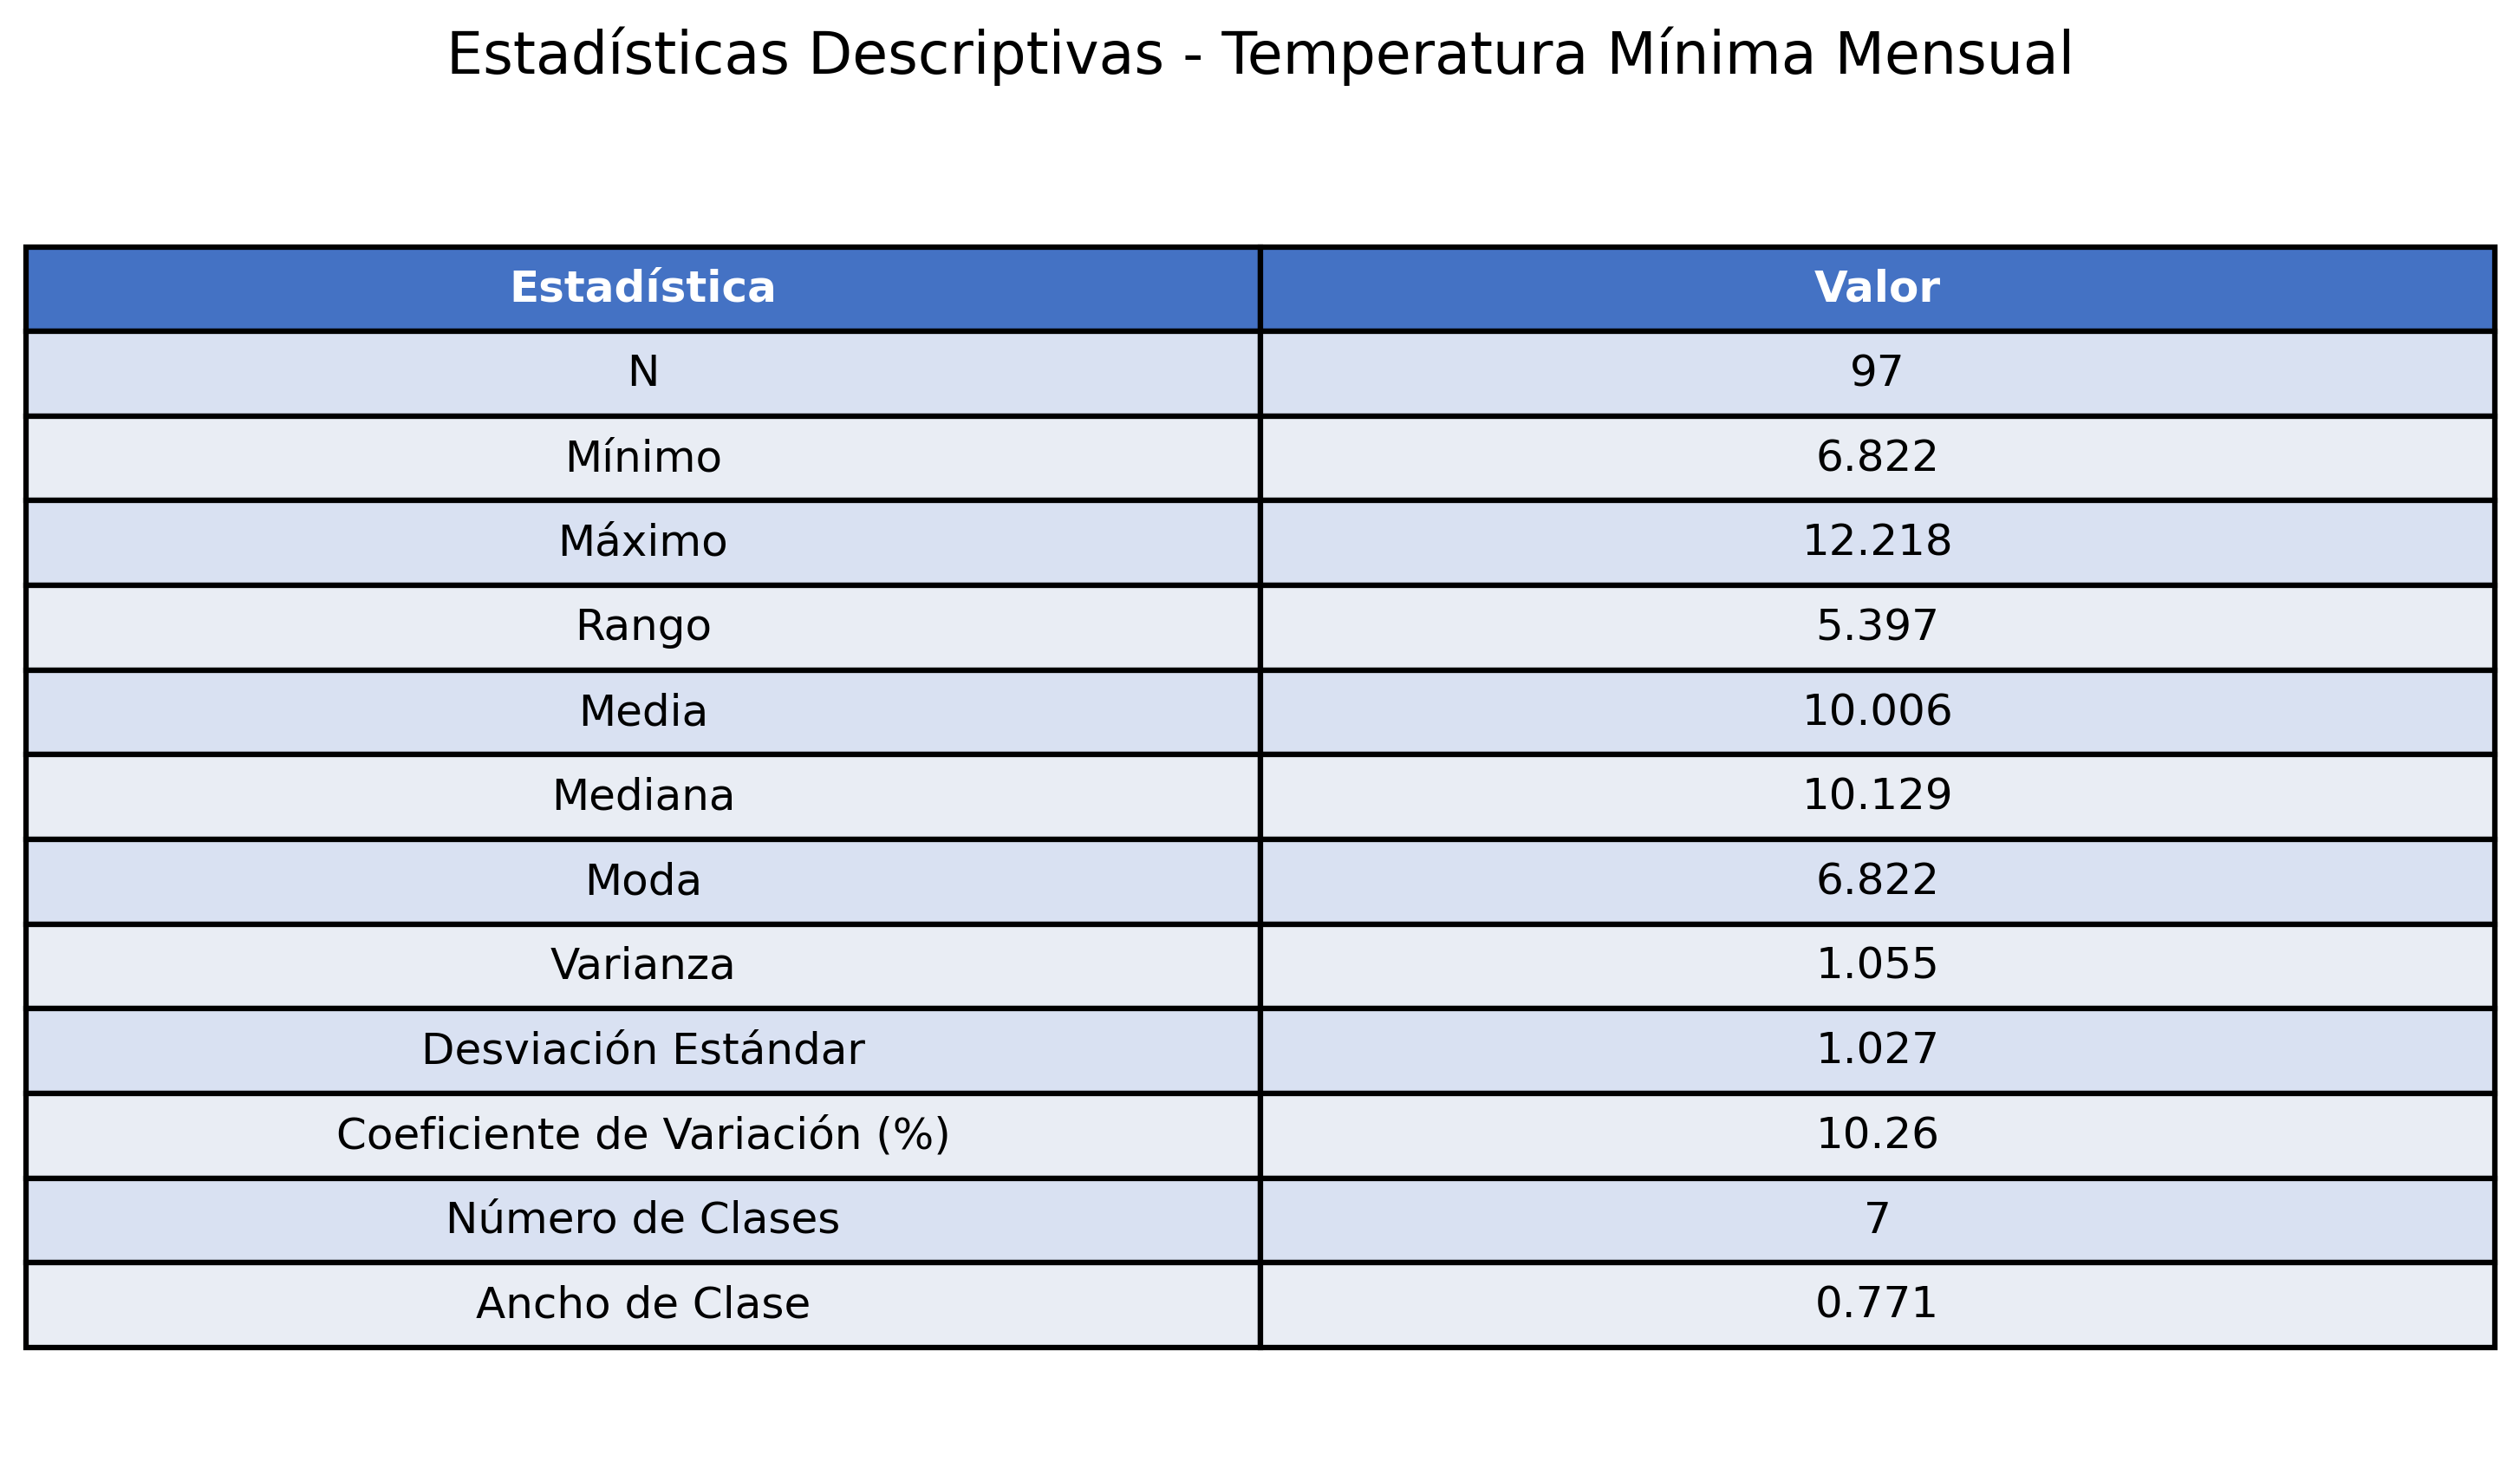 Estadísticas Descriptivas - Temperatura Mínima Mensual
Estadística Valor
N 97
Mínimo 6.822
Máximo 12.218
Rango 5.397
Media 10.006
Mediana 10.129
Moda 6.822
Varianza 1.055
Desviación Estándar 1.027
Coeficiente de Variación (%) 10.26
Número de Clases 7
Ancho de Clase 0.771